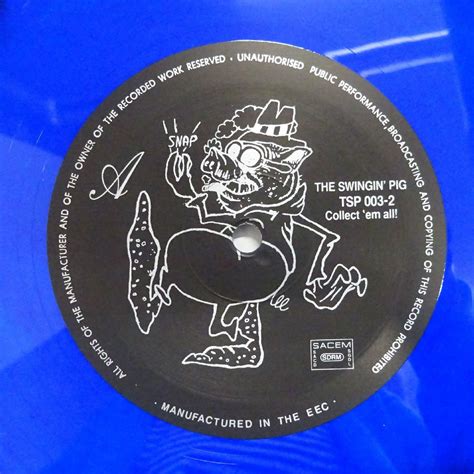 ALL RIGHTS OF THE MANUFACTURER AND OF THE OWNER OF THE RECORDED WORK RESERVED · UNAUTHORISED PUBLIC PERFORMANCE, BROADCASTING AND COPYING OF THIS RECORD PROHIBITED
SNAP
A
THE SWINGIN' PIG
TSP 003-2
Collect 'em all!
SACEM
SDRM
· MANUFACTURED IN THE EEC ·